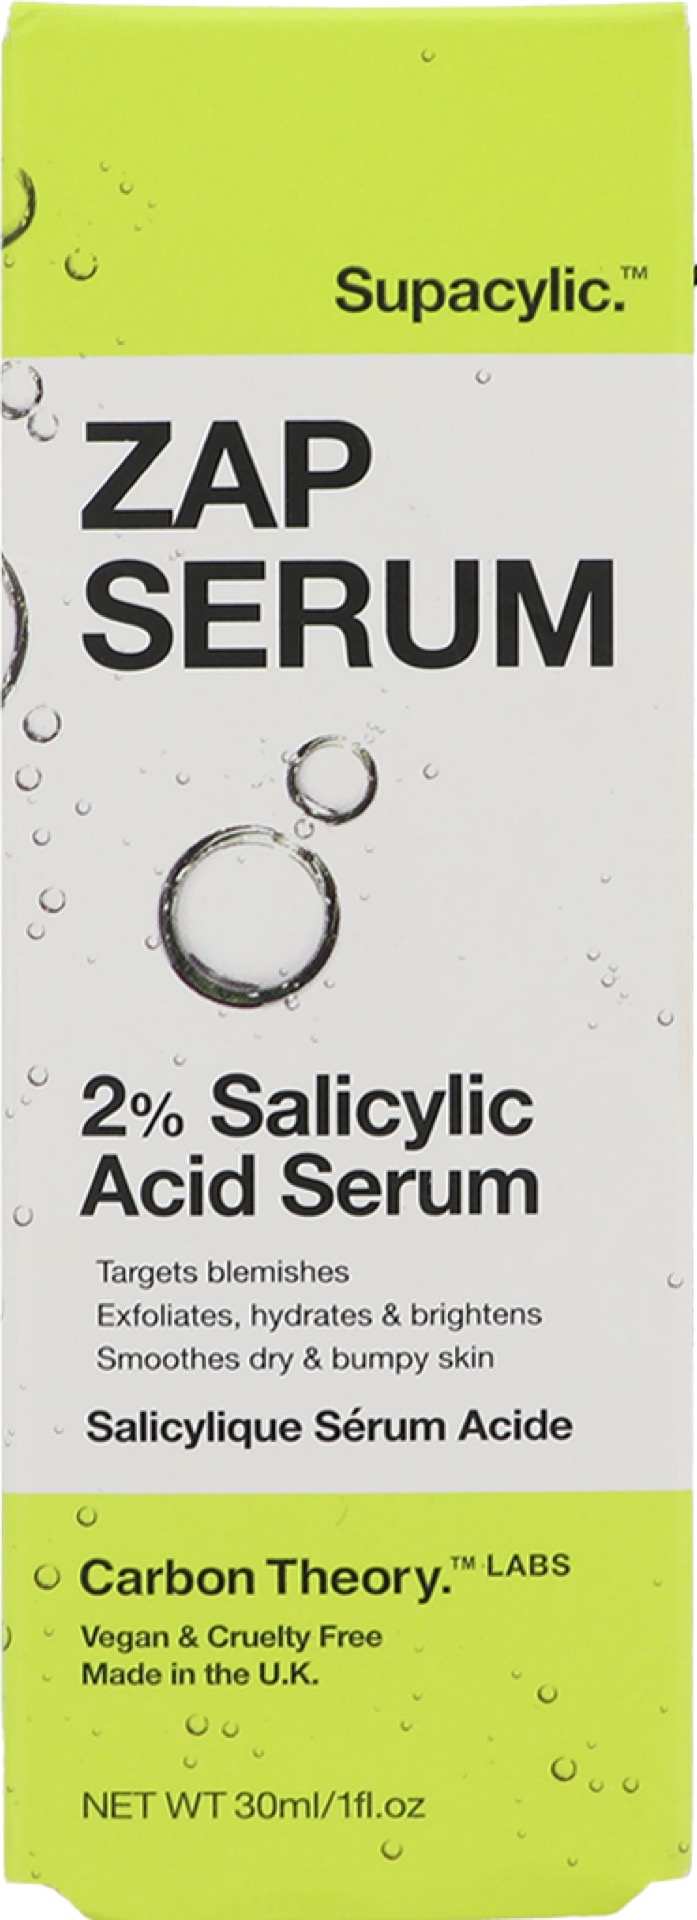 Supacylic.™
ZAP
SERUM
2% Salicylic
Acid Serum
Targets blemishes
Exfoliates, hydrates & brightens
Smoothes dry & bumpy skin
Salicylique Sérum Acide
Carbon Theory.™ LABS
Vegan & Cruelty Free
Made in the U.K.
NET WT 30ml/1fl.oz